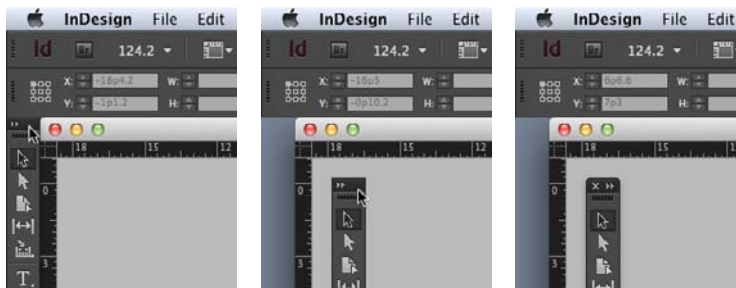 InDesign File Edit
Id Br 124.2
X: -18p4.2 W:
Y: -1p1.2 H:
18 15 12
0
3
T
InDesign File Edit
Id Br 124.2
X: -16p3 W:
Y: -0p10.2 H:
18 15 12
0
3
InDesign File Edit
Id Br 124.2
X: 6p6.6 W:
Y: 7p3 H:
18 15 1
0
3